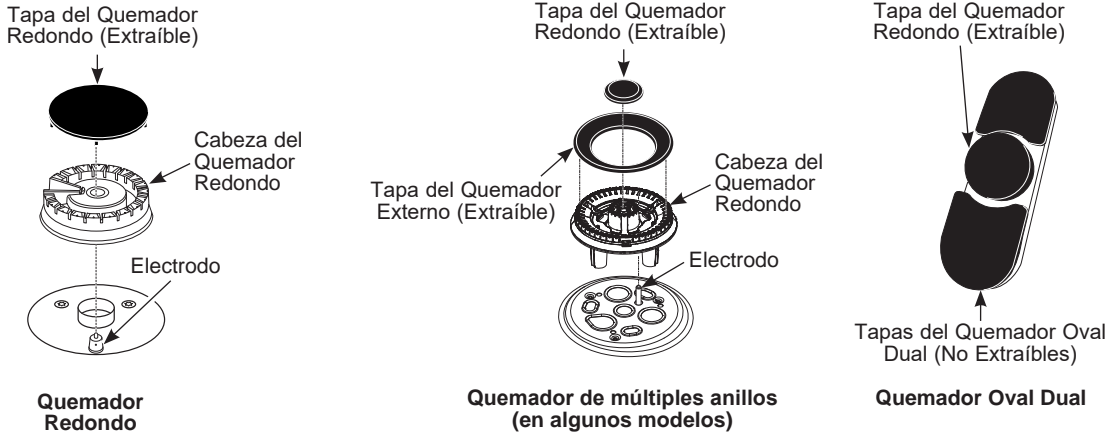 Tapa del Quemador
Redondo (Extraíble)
Cabeza del
Quemador
Redondo
Electrodo
Quemador
Redondo
Tapa del Quemador
Redondo (Extraíble)
Tapa del Quemador
Externo (Extraíble)
Cabeza del
Quemador
Redondo
Electrodo
Quemador de múltiples anillos
(en algunos modelos)
Tapa del Quemador
Redondo (Extraíble)
Tapas del Quemador Oval
Dual (No Extraíbles)
Quemador Oval Dual